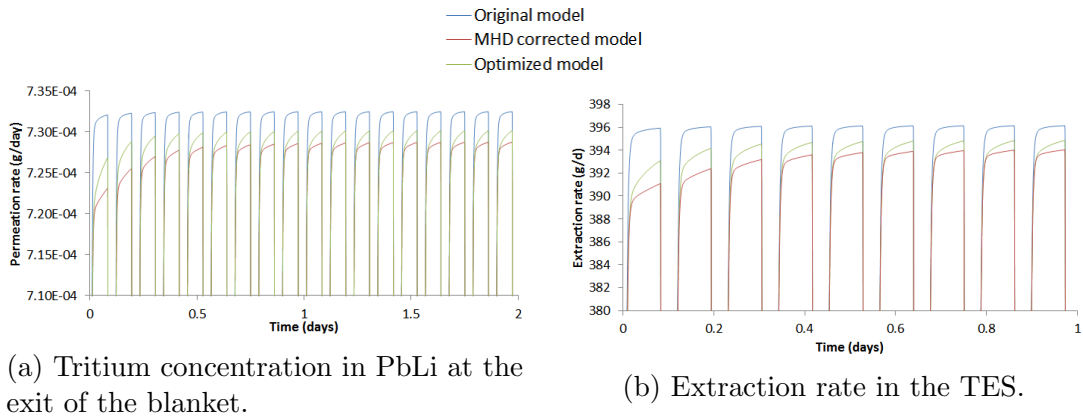 Original model
MHD corrected model
Optimized model
Permeation rate (g/day)
7.35E-04
7.30E-04
7.25E-04
7.20E-04
7.15E-04
7.10E-04
0 0.5 1 1.5 2
Time (days)
Extraction rate (g/d)
398
396
394
392
390
388
386
384
382
380
0 0.2 0.4 0.6 0.8 1
Time (days)
(a) Tritium concentration in PbLi at the
exit of the blanket.
(b) Extraction rate in the TES.